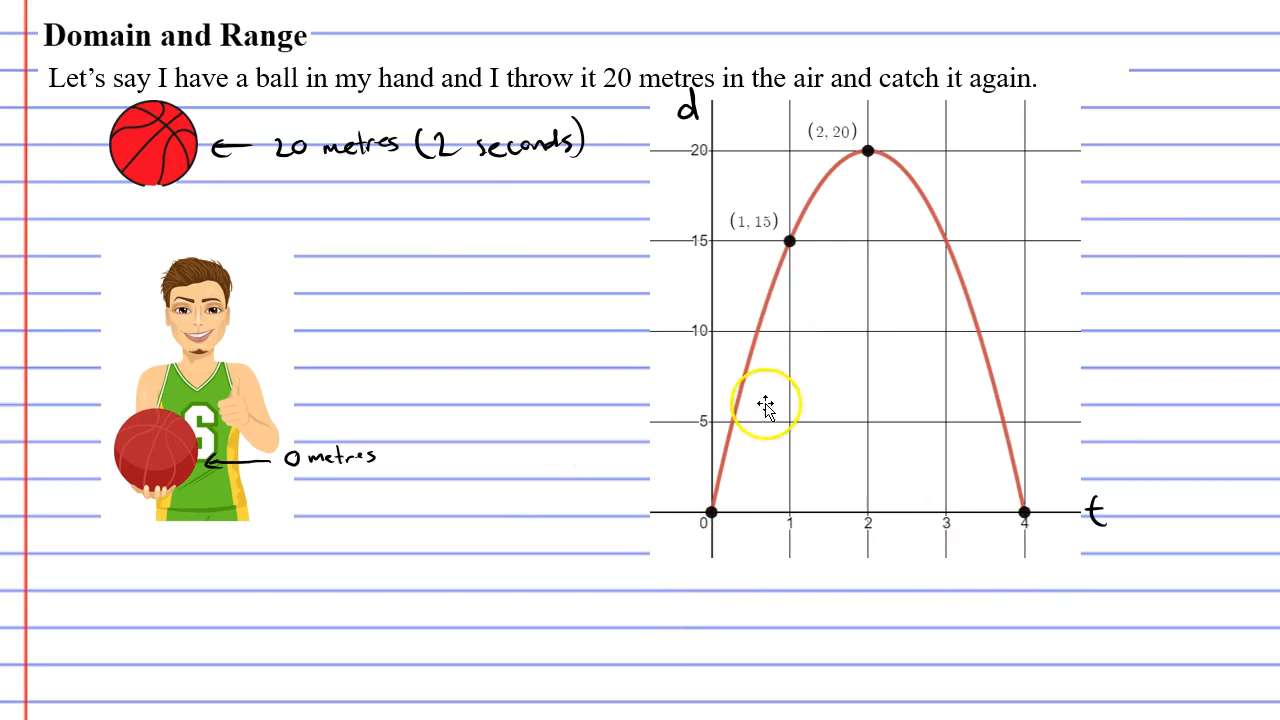 Domain and Range
Let’s say I have a ball in my hand and I throw it 20 metres in the air and catch it again.
20 metres (2 seconds)
0 metres
S
d
(2, 20)
20
(1, 15)
15
10
5
0
1
2
3
4
t